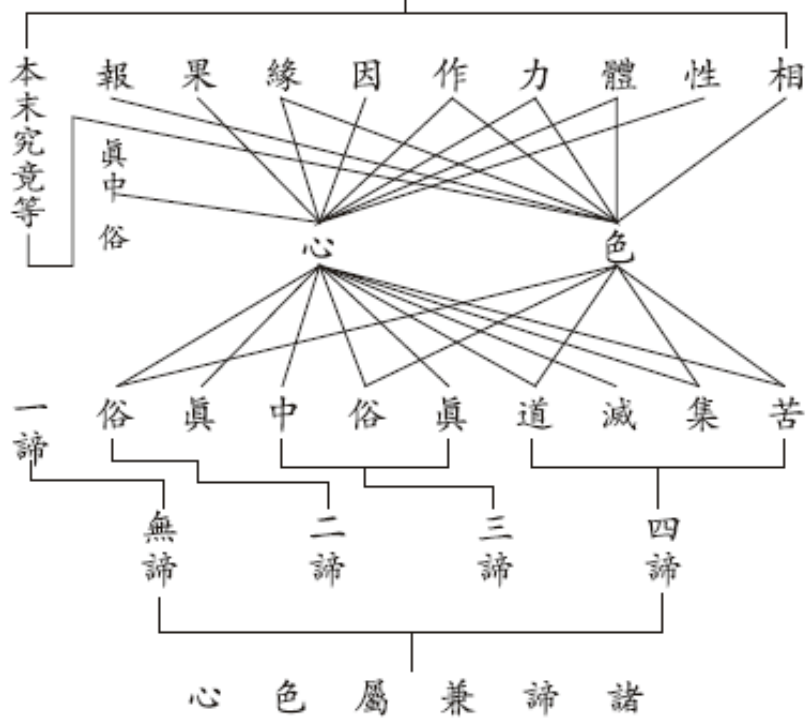 相 性 體 力 作 因 緣 果 報 本末究竟等
眞中 俗
色 心
苦 集 滅 道 眞 俗 中 眞 俗 一諦
四諦 三諦 二諦 無諦
諸諦兼屬色心